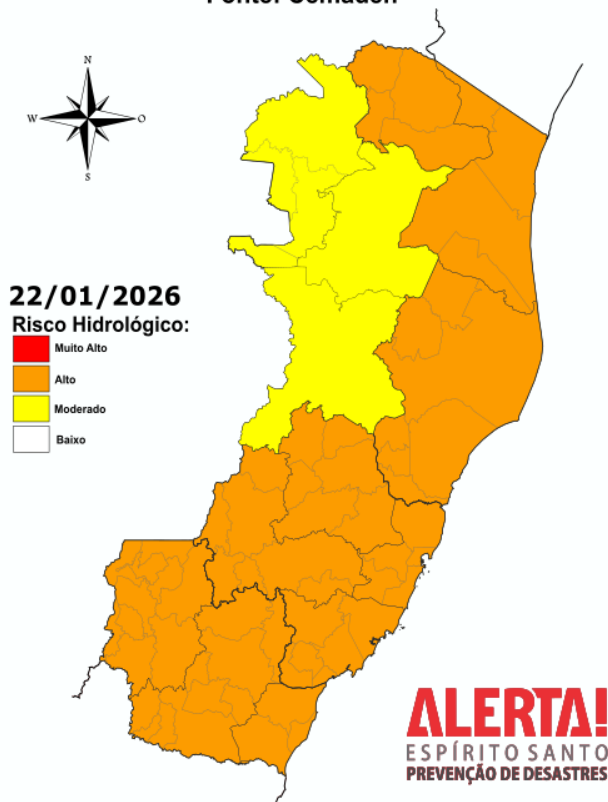 N
W
O
S
22/01/2026
Risco Hidrológico:
Muito Alto
Alto
Moderado
Baixo
ALERTA!
ESPÍRITO SANTO
PREVENÇÃO DE DESASTRES